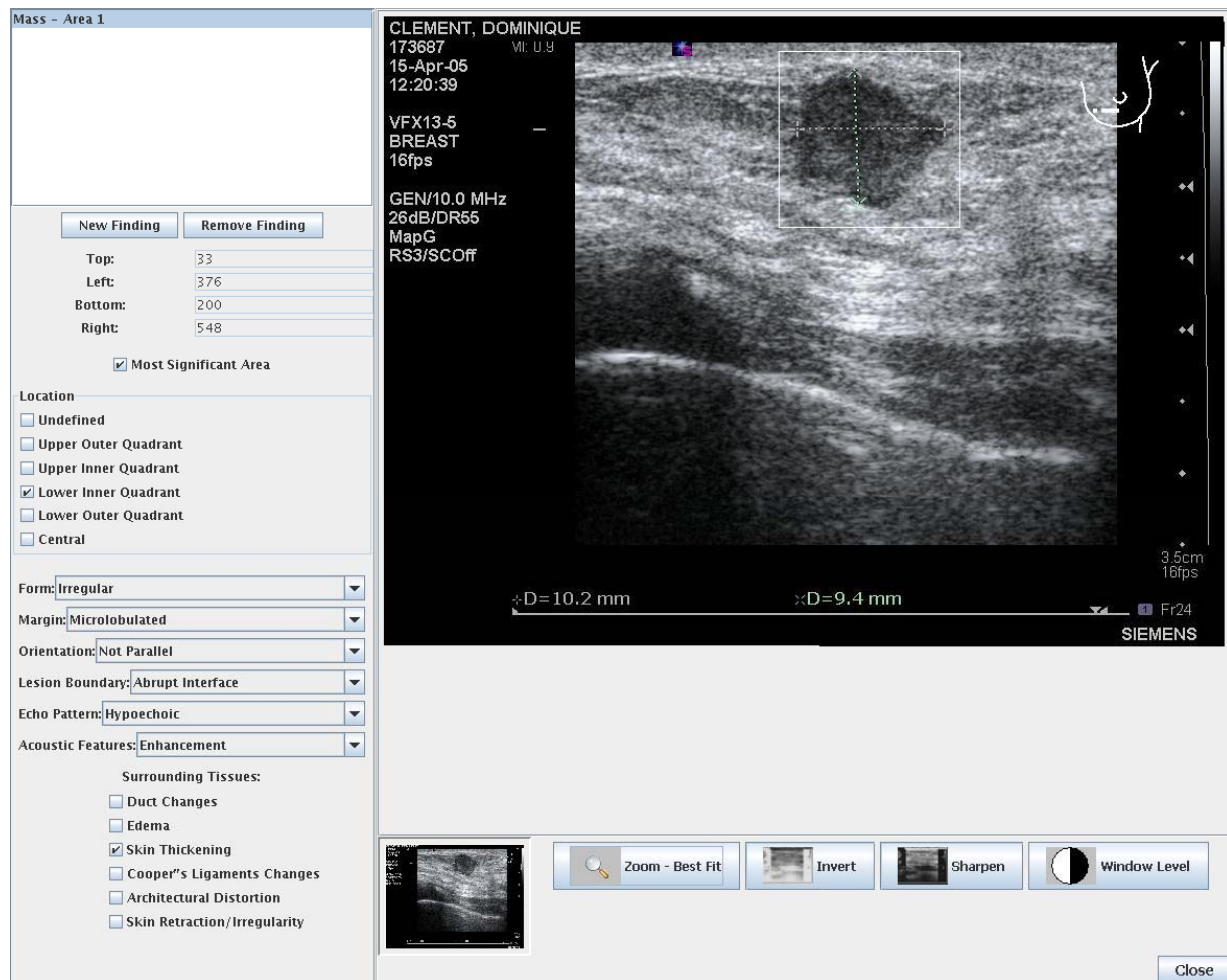 Mass - Area 1
New Finding Remove Finding
Top: 33
Left: 376
Bottom: 200
Right: 548
Most Significant Area
Location
Undefined
Upper Outer Quadrant
Upper Inner Quadrant
Lower Inner Quadrant
Lower Outer Quadrant
Central
Form: Irregular
Margin: Microlobulated
Orientation: Not Parallel
Lesion Boundary: Abrupt Interface
Echo Pattern: Hypoechoic
Acoustic Features: Enhancement
Surrounding Tissues:
Duct Changes
Edema
Skin Thickening
Cooper"s Ligaments Changes
Architectural Distortion
Skin Retraction/Irregularity
CLEMENT, DOMINIQUE
173687 MI: 0.9
15-Apr-05
12:20:39
VFX13-5
BREAST
16fps
GEN/10.0 MHz
26dB/DR55
MapG
RS3/SCOff
S
3.5cm
16fps
D=10.2 mm D=9.4 mm
1 Fr24
SIEMENS
Zoom - Best Fit Invert Sharpen Window Level
Close